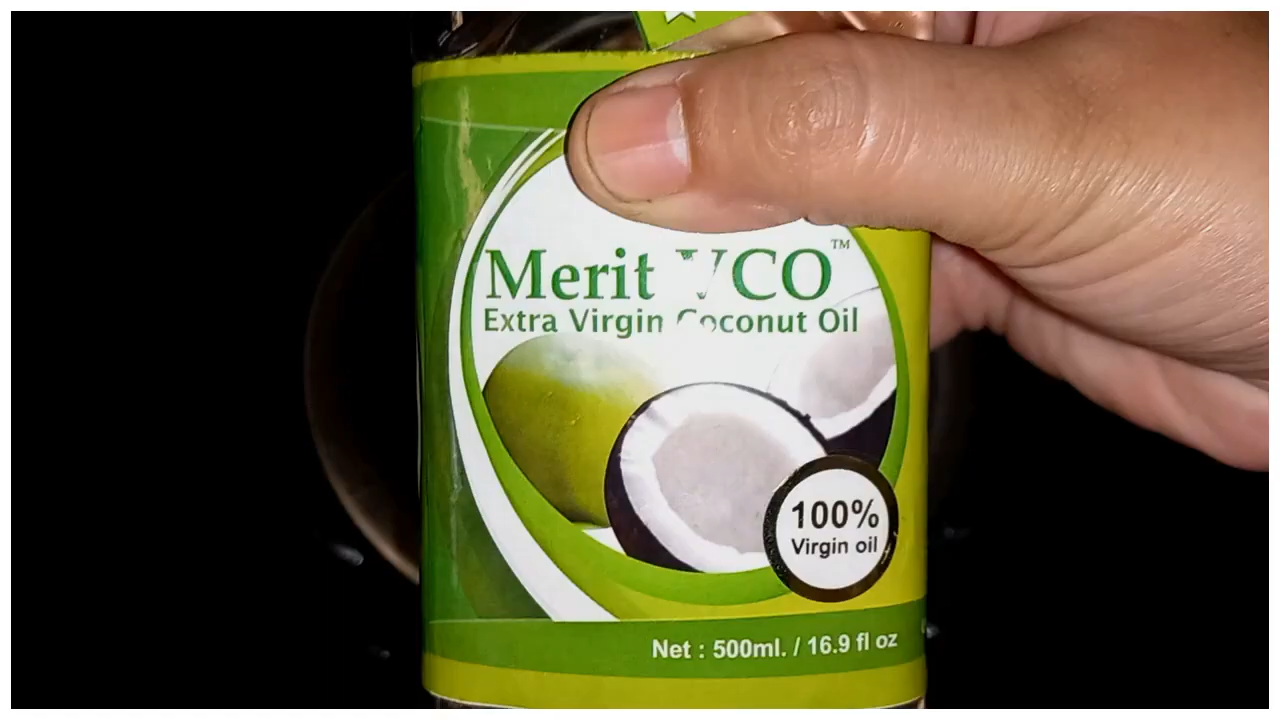 Merit VCO™
Extra Virgin Coconut Oil
100%
Virgin oil
Net : 500ml. / 16.9 fl oz